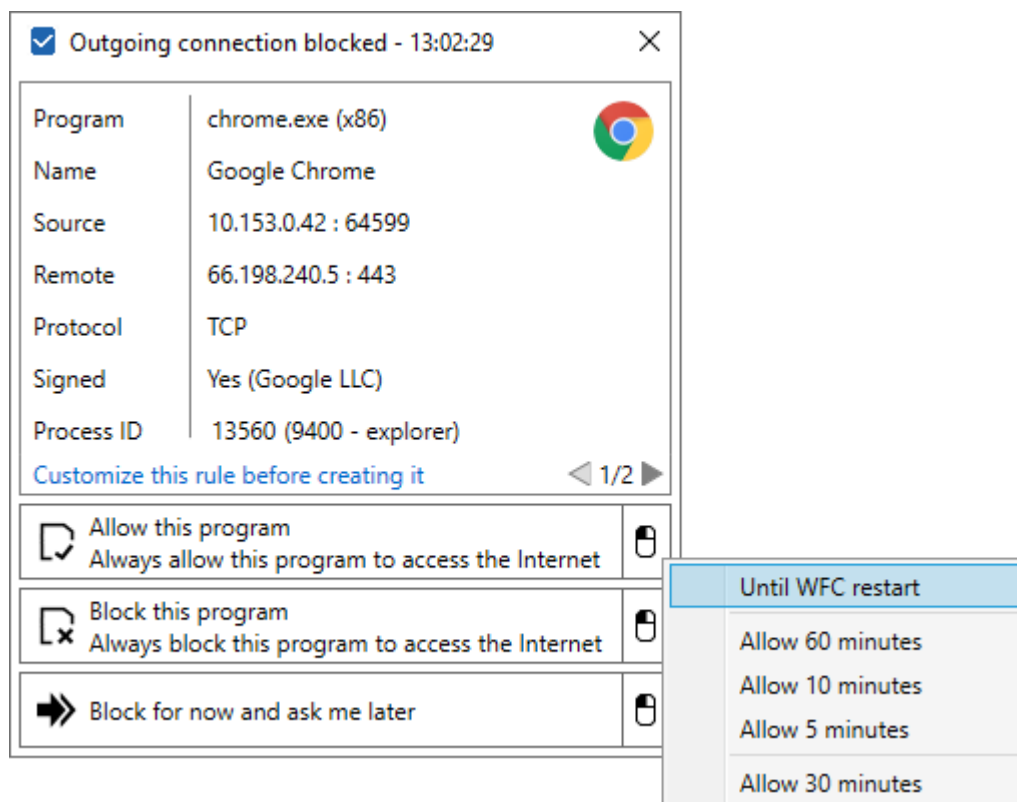 Outgoing connection blocked - 13:02:29
Program chrome.exe (x86)
Name Google Chrome
Source 10.153.0.42 : 64599
Remote 66.198.240.5 : 443
Protocol TCP
Signed Yes (Google LLC)
Process ID 13560 (9400 - explorer)
Customize this rule before creating it 1/2
Allow this program
Always allow this program to access the Internet
Block this program
Always block this program to access the Internet
Block for now and ask me later
Until WFC restart
Allow 60 minutes
Allow 10 minutes
Allow 5 minutes
Allow 30 minutes